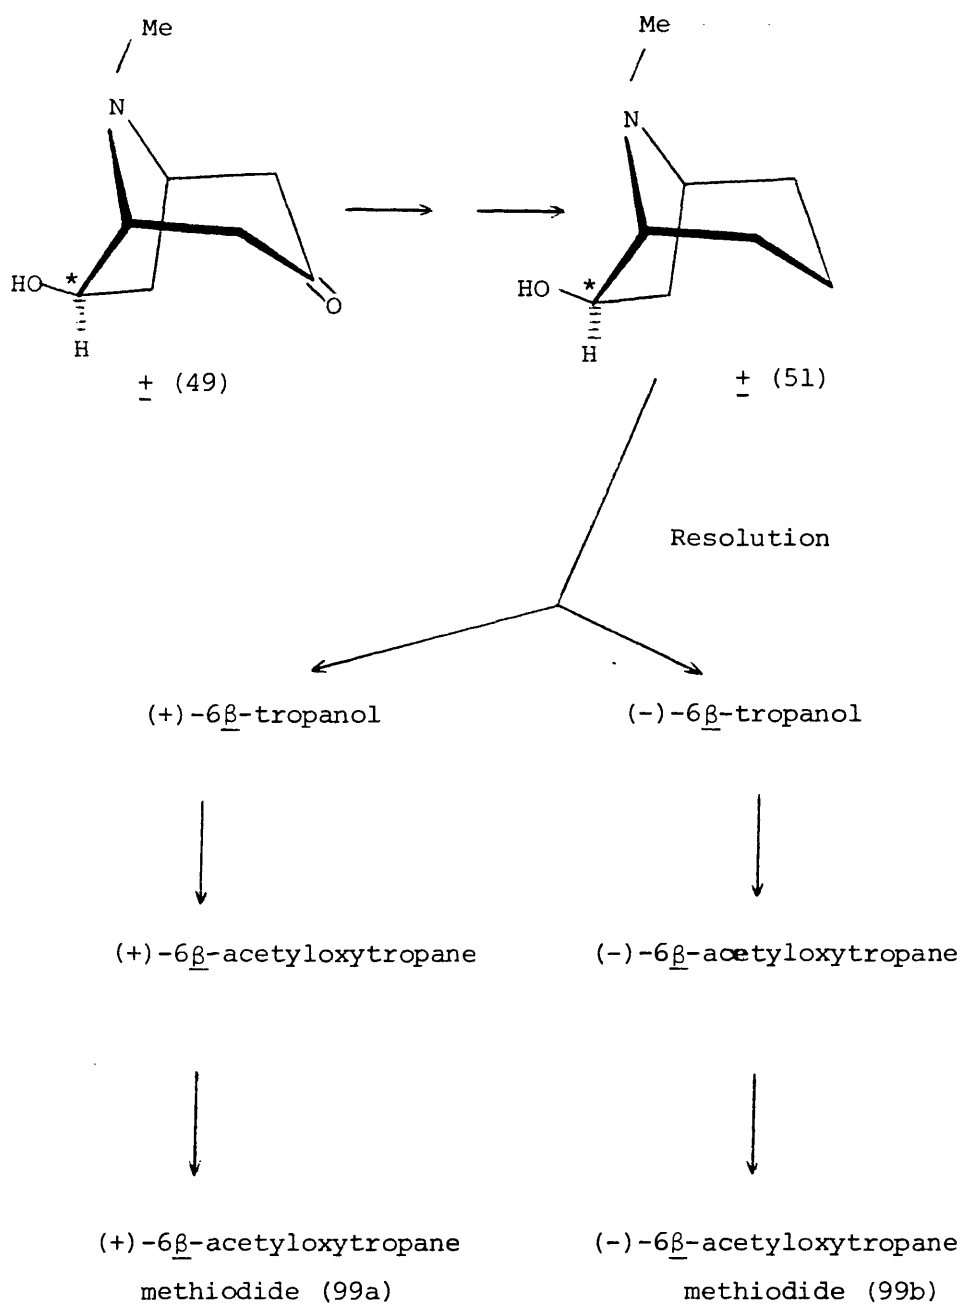 Me
Me
N
N
HO
*
O
H
HO
*
H
± (49)
± (51)
Resolution
(+)-6β-tropanol
(-)-6β-tropanol
(+)-6β-acetyloxytropane
(-)-6β-acetyloxytropane
(+)-6β-acetyloxytropane
methiodide (99a)
(-)-6β-acetyloxytropane
methiodide (99b)